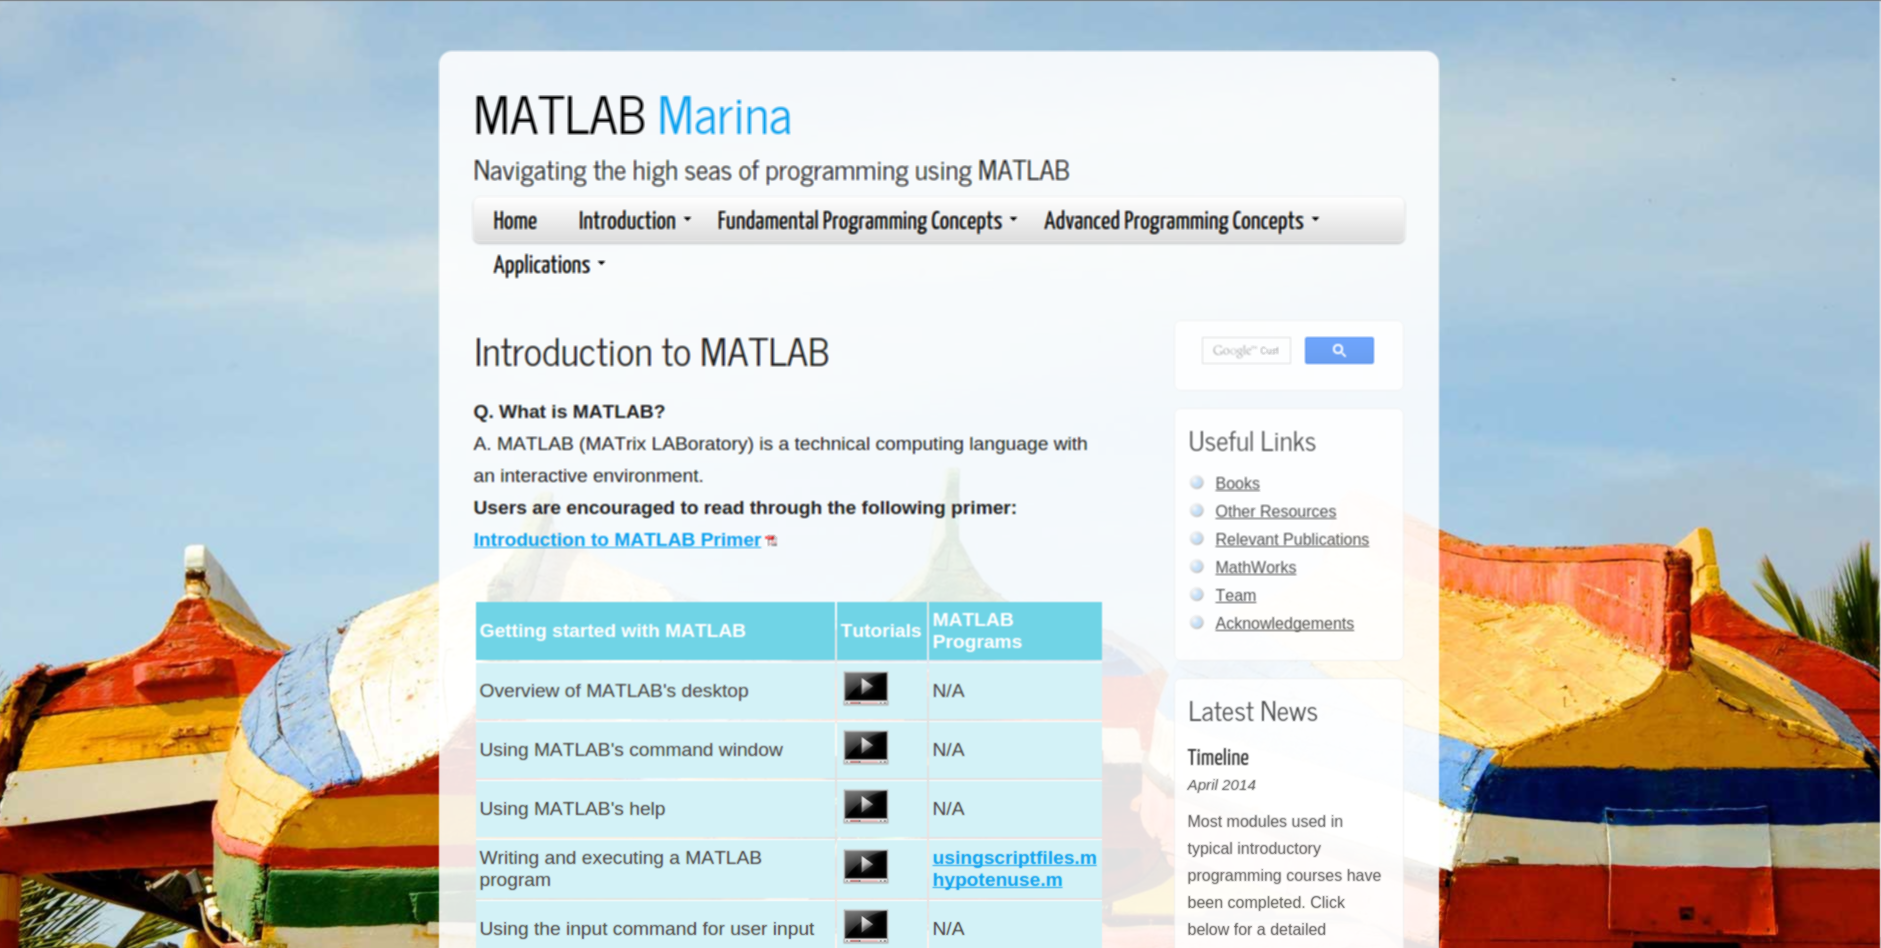 MATLAB Marina
Navigating the high seas of programming using MATLAB
Home Introduction Fundamental Programming Concepts Advanced Programming Concepts
Applications
Introduction to MATLAB
Q. What is MATLAB?
A. MATLAB (MATrix LABoratory) is a technical computing language with
an interactive environment.
Users are encouraged to read through the following primer:
Introduction to MATLAB Primer
Getting started with MATLAB Tutorials MATLAB
Programs
Overview of MATLAB's desktop N/A
Using MATLAB's command window N/A
Using MATLAB's help N/A
Writing and executing a MATLAB
program
usingscriptfiles.m
hypotenuse.m
Using the input command for user input N/A
Google™ Cust
Useful Links
Books
Other Resources
Relevant Publications
MathWorks
Team
Acknowledgements
Latest News
Timeline
April 2014
Most modules used in
typical introductory
programming courses have
been completed. Click
below for a detailed